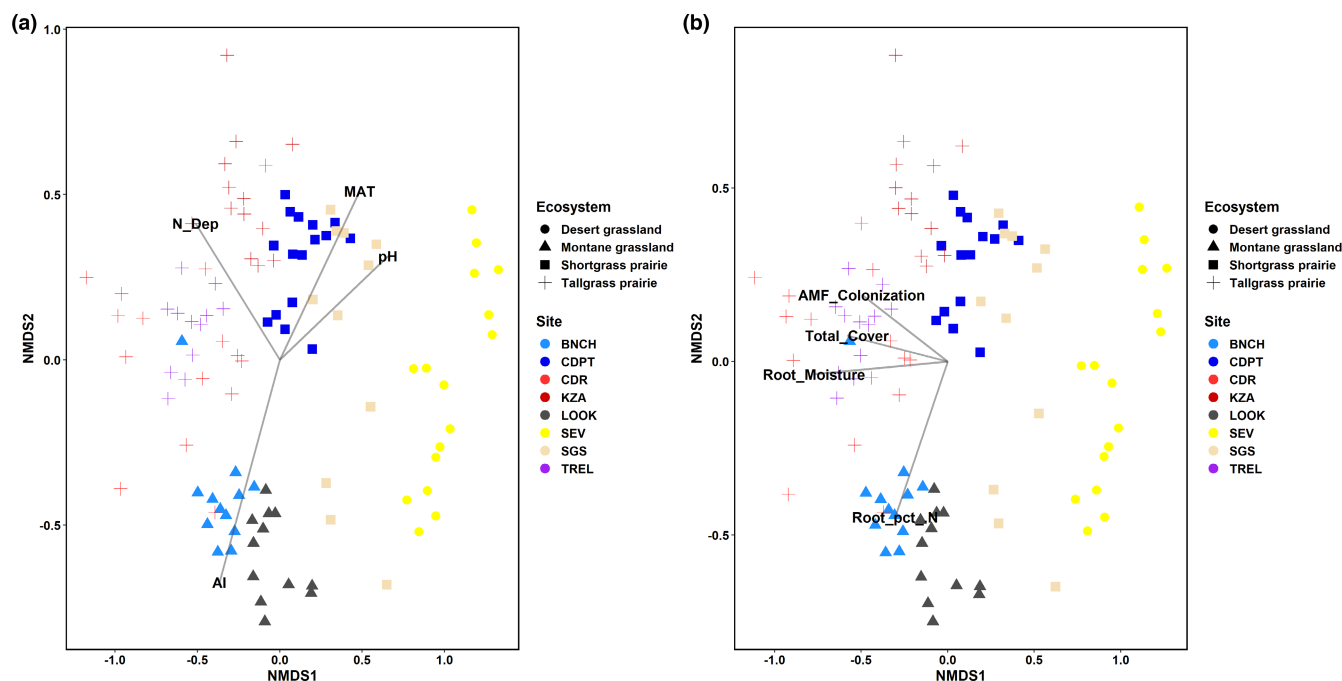 (a)
1.0
0.5
0.0
-0.5
NMDS2
-1.0
-0.5
0.0
0.5
1.0
NMDS1
N_Dep
MAT
pH
AI
Ecosystem
Desert grassland
Montane grassland
Shortgrass prairie
Tallgrass prairie
Site
BNCH
CDPT
CDR
KZA
LOOK
SEV
SGS
TREL
(b)
0.5
0.0
-0.5
NMDS2
-1.0
-0.5
0.0
0.5
1.0
NMDS1
AMF_Colonization
Total_Cover
Root_Moisture
Root_pct_N
Ecosystem
Desert grassland
Montane grassland
Shortgrass prairie
Tallgrass prairie
Site
BNCH
CDPT
CDR
KZA
LOOK
SEV
SGS
TREL